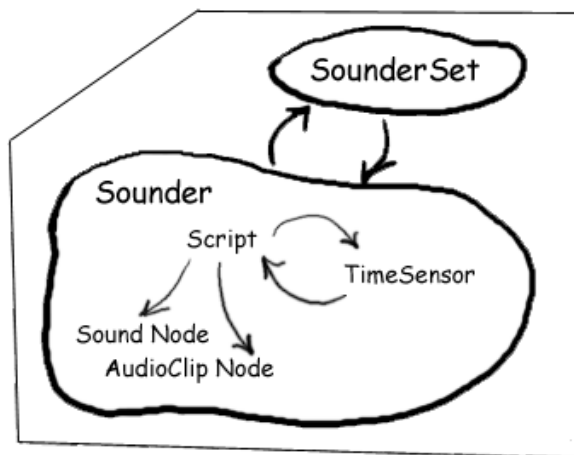 SounderSet
Sounder
Script
TimeSensor
Sound Node
AudioClip Node